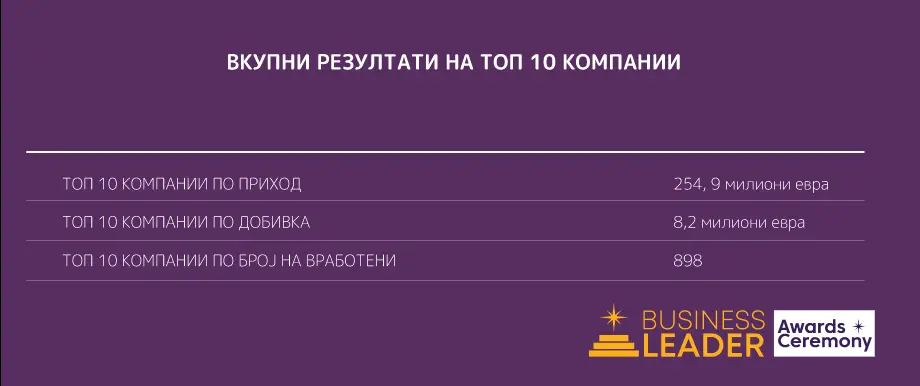 ВКУПНИ РЕЗУЛТАТИ НА ТОП 10 КОМПАНИИ
ТОП 10 КОМПАНИИ ПО ПРИХОД 254, 9 милиони евра
ТОП 10 КОМПАНИИ ПО ДОБИВКА 8,2 милиони евра
ТОП 10 КОМПАНИИ ПО БРОЈ НА ВРАБОТЕНИ 898
BUSINESS
LEADER
Awards
Ceremony